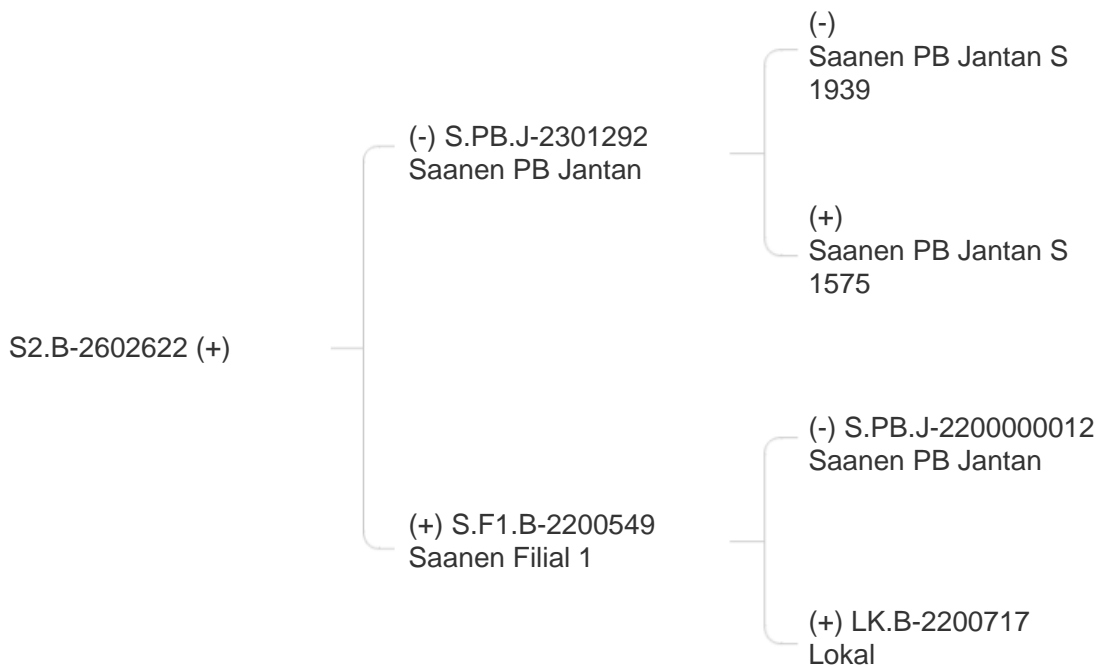 (-)
Saanen PB Jantan S
1939
(-) S.PB.J-2301292
Saanen PB Jantan
(+)
Saanen PB Jantan S
1575
S2.B-2602622 (+)
(-) S.PB.J-2200000012
Saanen PB Jantan
(+) S.F1.B-2200549
Saanen Filial 1
(+) LK.B-2200717
Lokal